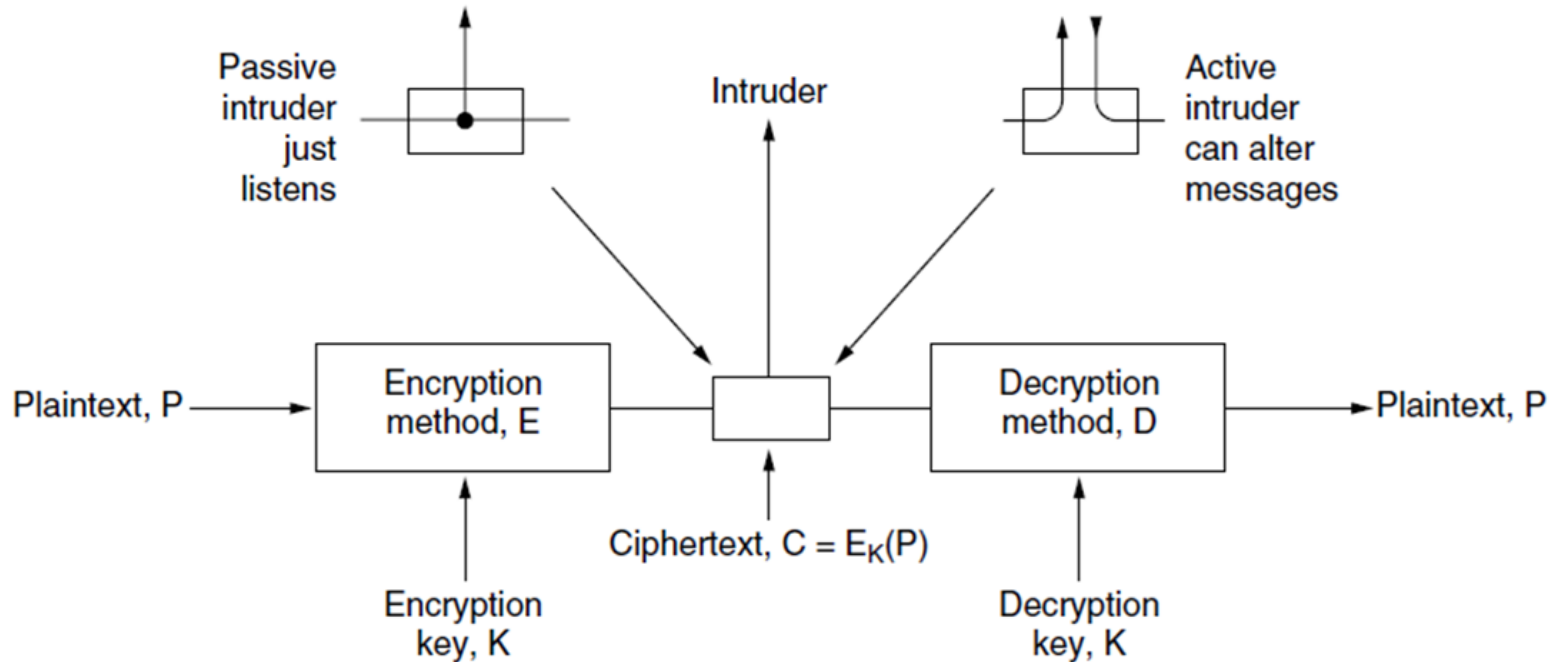 Passive
intruder
just
listens
Intruder
Active
intruder
can alter
messages
Plaintext, P
Encryption
method, E
Decryption
method, D
Plaintext, P
Ciphertext, C = E_K(P)
Encryption
key, K
Decryption
key, K